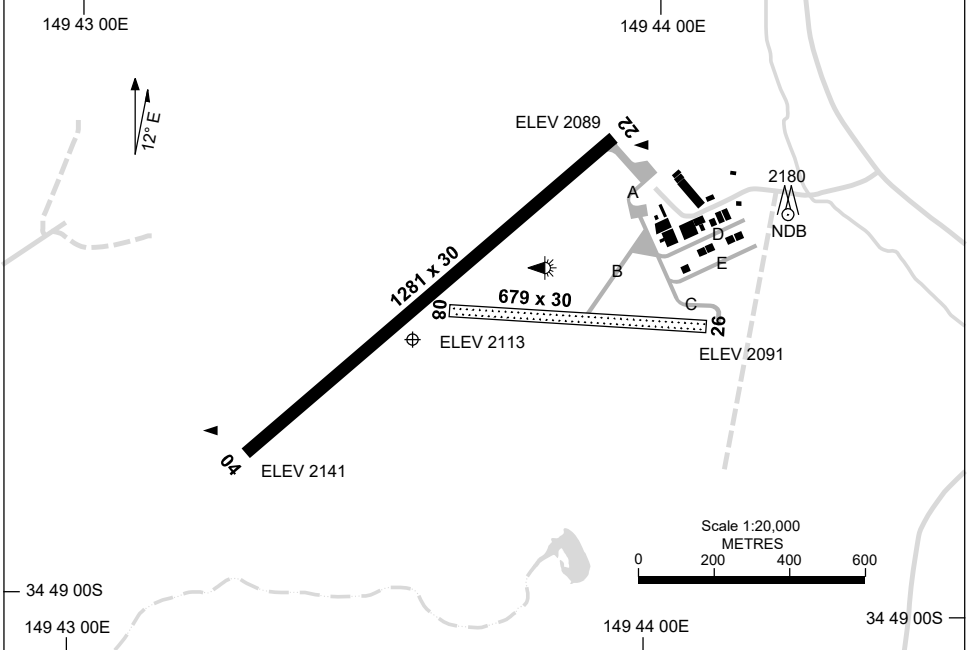 149 43 00E
149 44 00E
12° E
ELEV 2089
22
2180
NDB
A
D
E
B
C
1281 x 30
679 x 30
08
26
ELEV 2113
ELEV 2091
04
ELEV 2141
Scale 1:20,000
METRES
0 200 400 600
34 49 00S
34 49 00S
149 43 00E
149 44 00E